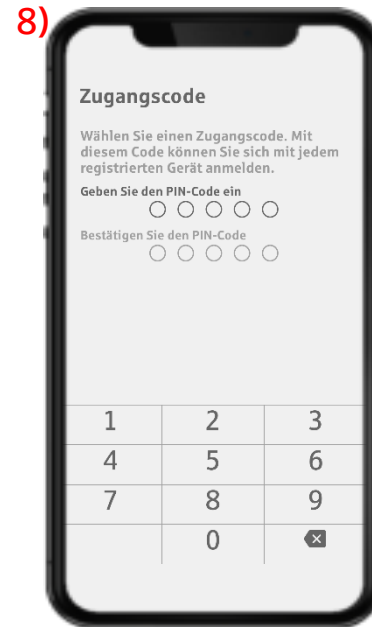 8)
Zugangscode
Wählen Sie einen Zugangscode. Mit
diesem Code können Sie sich mit jedem
registrierten Gerät anmelden.
Geben Sie den PIN-Code ein
Bestätigen Sie den PIN-Code
1 2 3
4 5 6
7 8 9
0